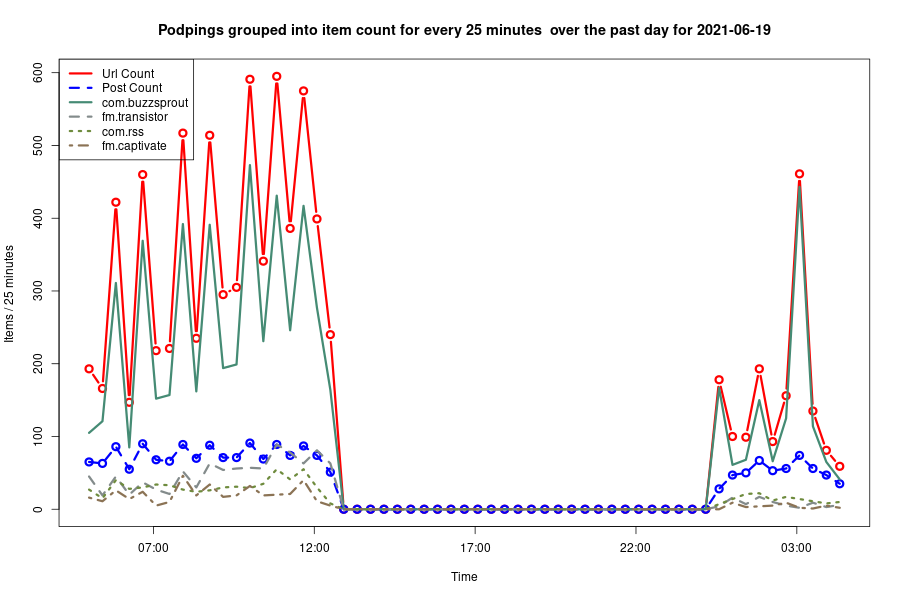 Podpings grouped into item count for every 25 minutes  over the past day for 2021-06-19
Url Count
Post Count
com.buzzsprout
fm.transistor
com.rss
fm.captivate
600
500
400
300
200
100
0
Items / 25 minutes
07:00 12:00 17:00 22:00 03:00
Time